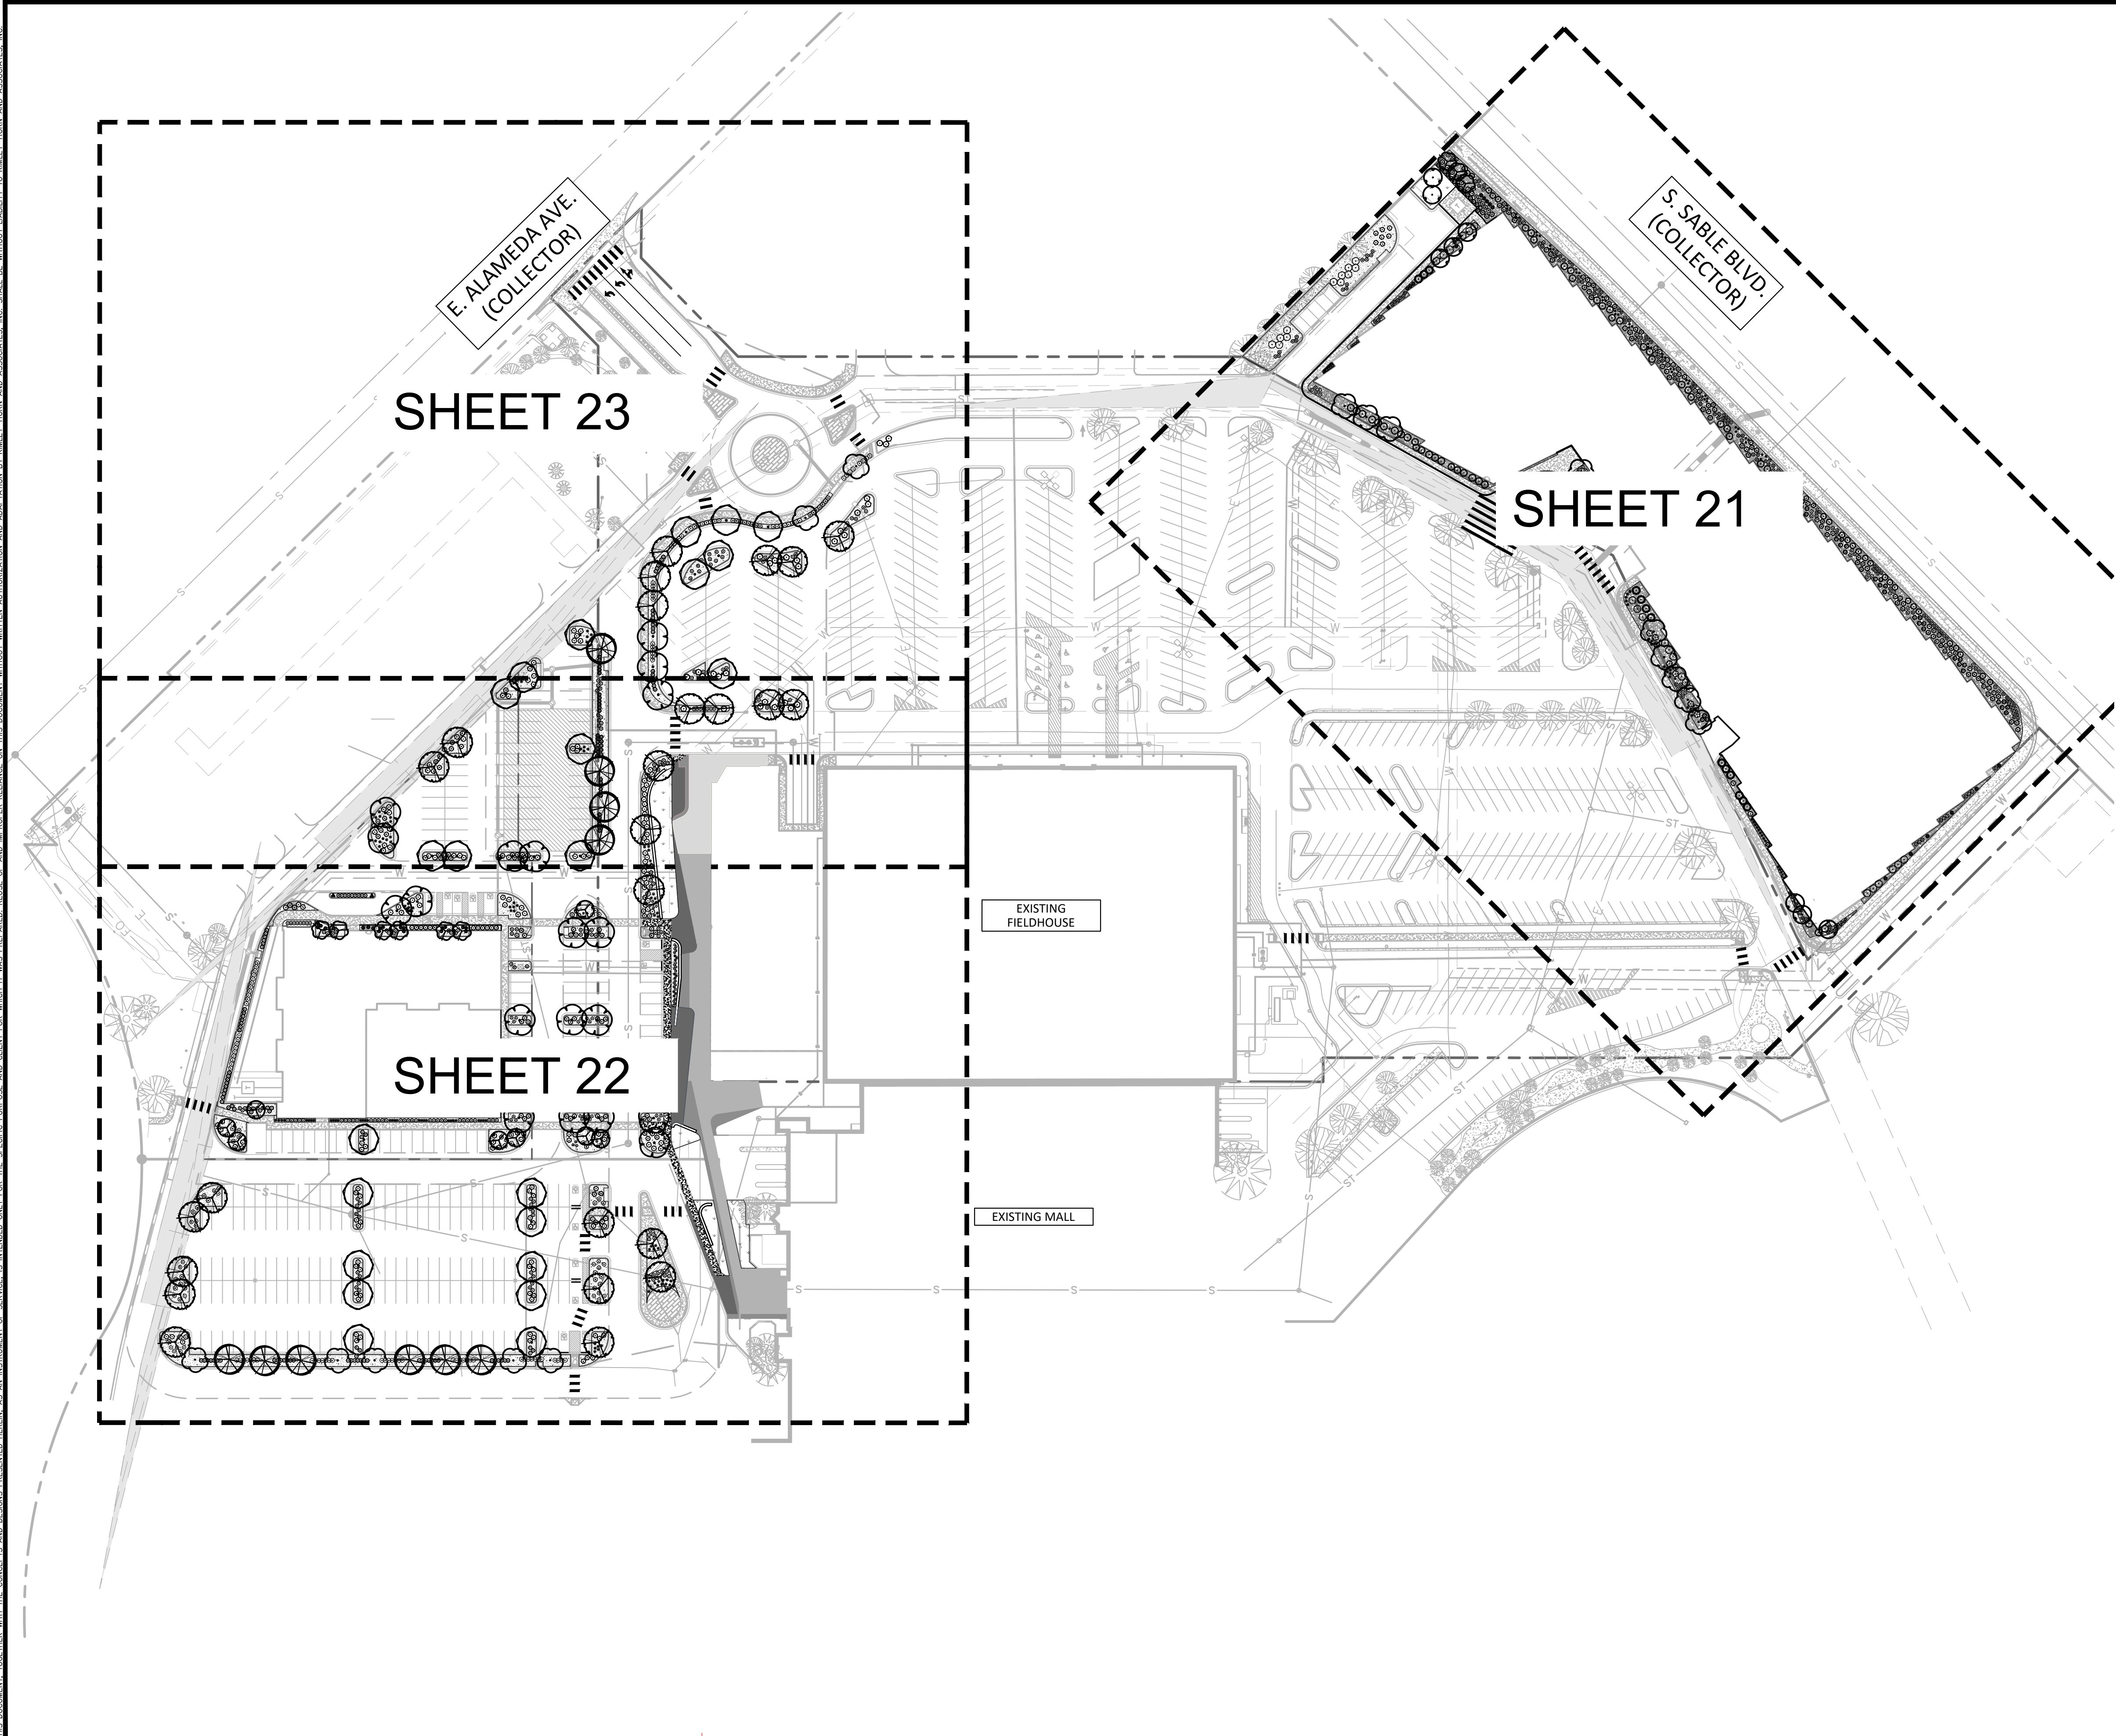 E. ALAMEDA AVE.
(COLLECTOR)
S. SABLE BLVD.
(COLLECTOR)
SHEET 23
SHEET 21
SHEET 22
EXISTING
FIELDHOUSE
EXISTING MALL